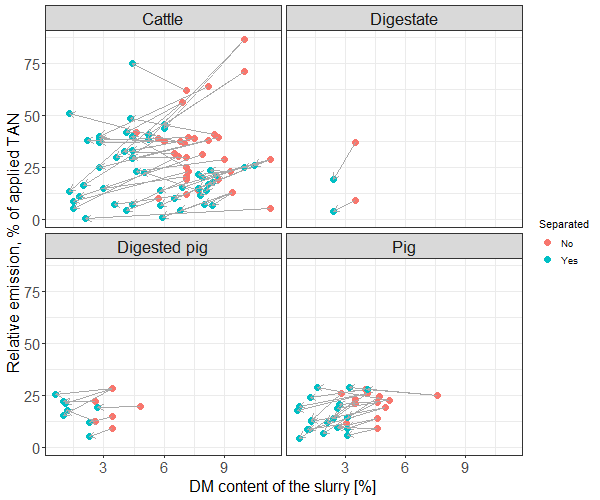 Cattle
Digestate
Relative emission, % of applied TAN
75
50
25
0
Separated
No
Yes
Digested pig
Pig
75
50
25
0
3
6
9
3
6
9
DM content of the slurry [%]